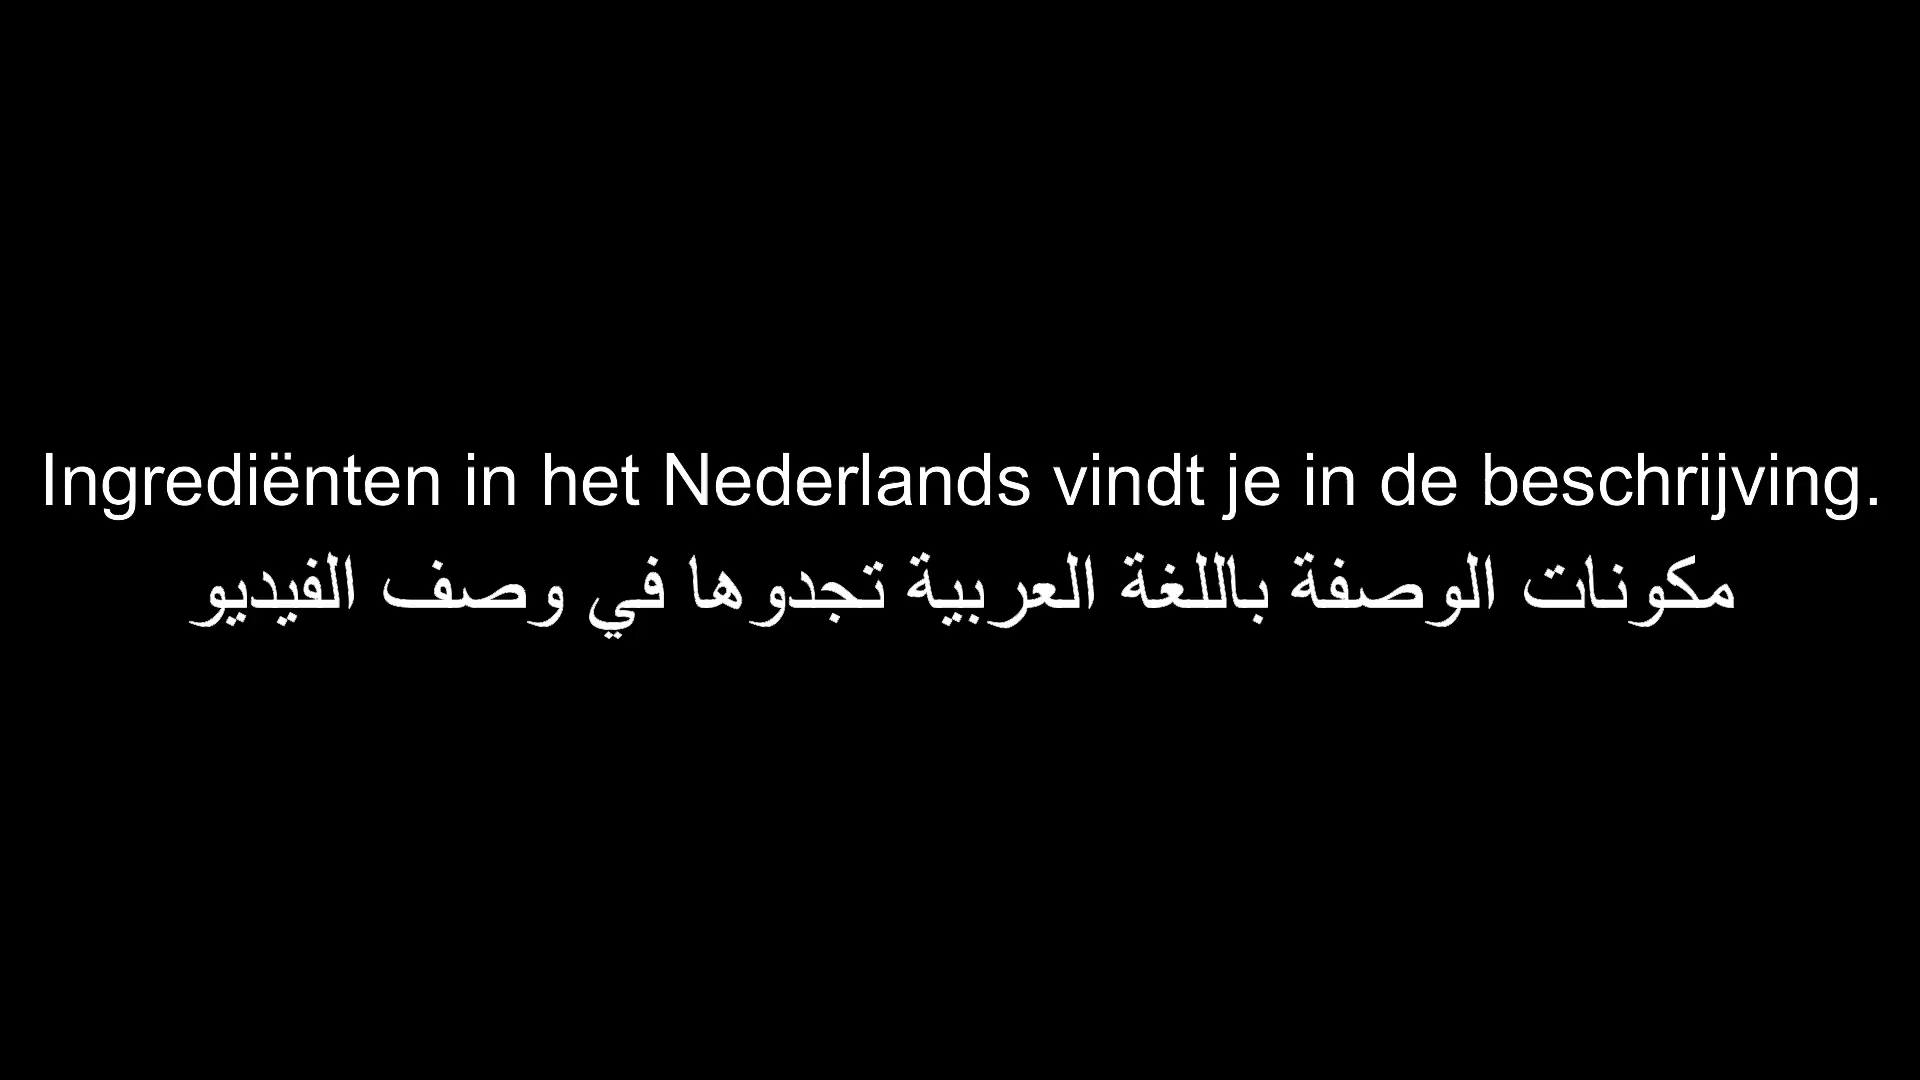 Ingrediënten in het Nederlands vindt je in de beschrijving.
مكونات الوصفة باللغة العربية تجدوها في وصف الفيديو